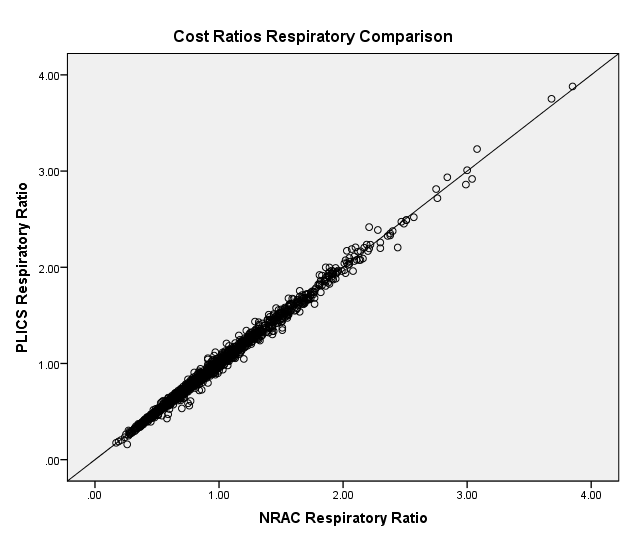 Cost Ratios Respiratory Comparison
4.00
3.00
2.00
1.00
.00
PLICS Respiratory Ratio
.00 1.00 2.00 3.00 4.00
NRAC Respiratory Ratio